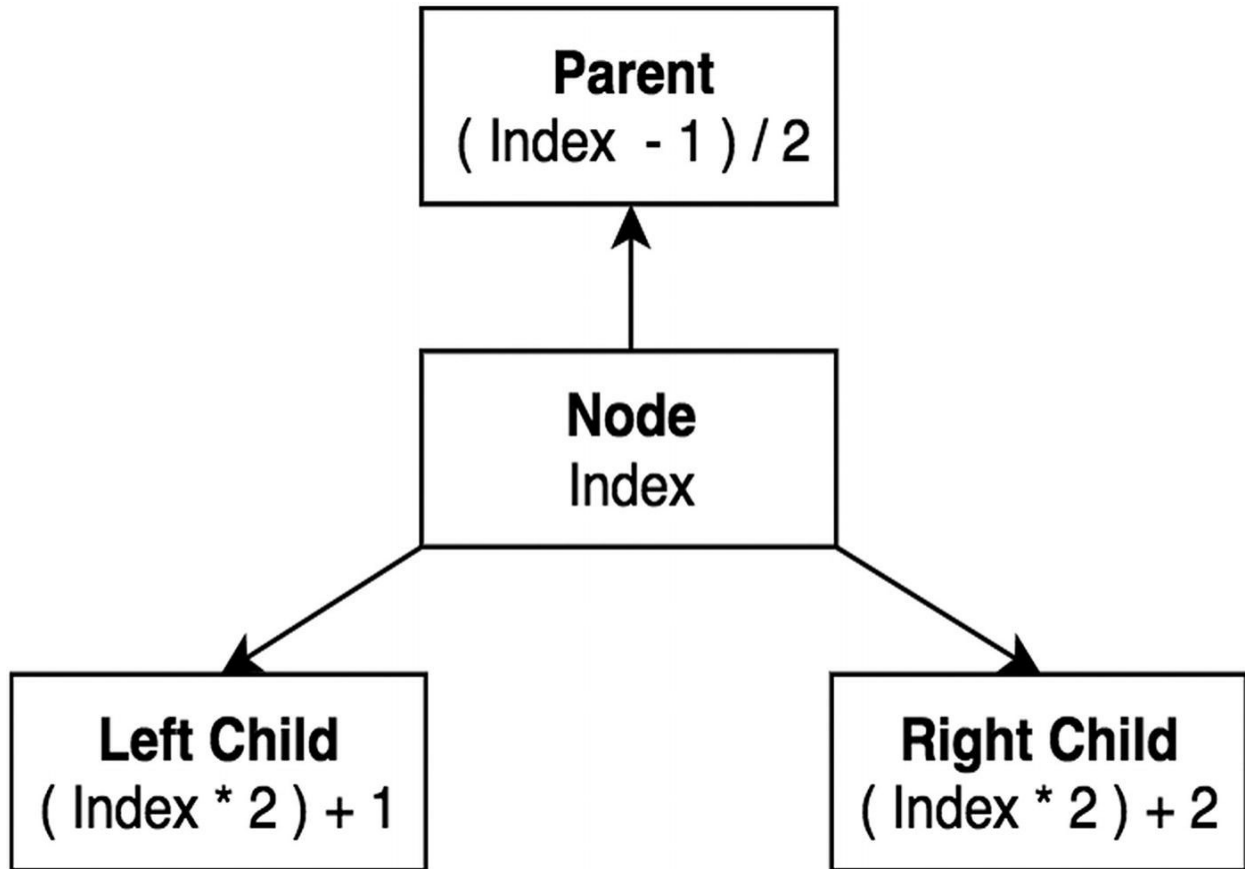 Parent
( Index - 1 ) / 2
Node
Index
Left Child
( Index * 2 ) + 1
Right Child
( Index * 2 ) + 2